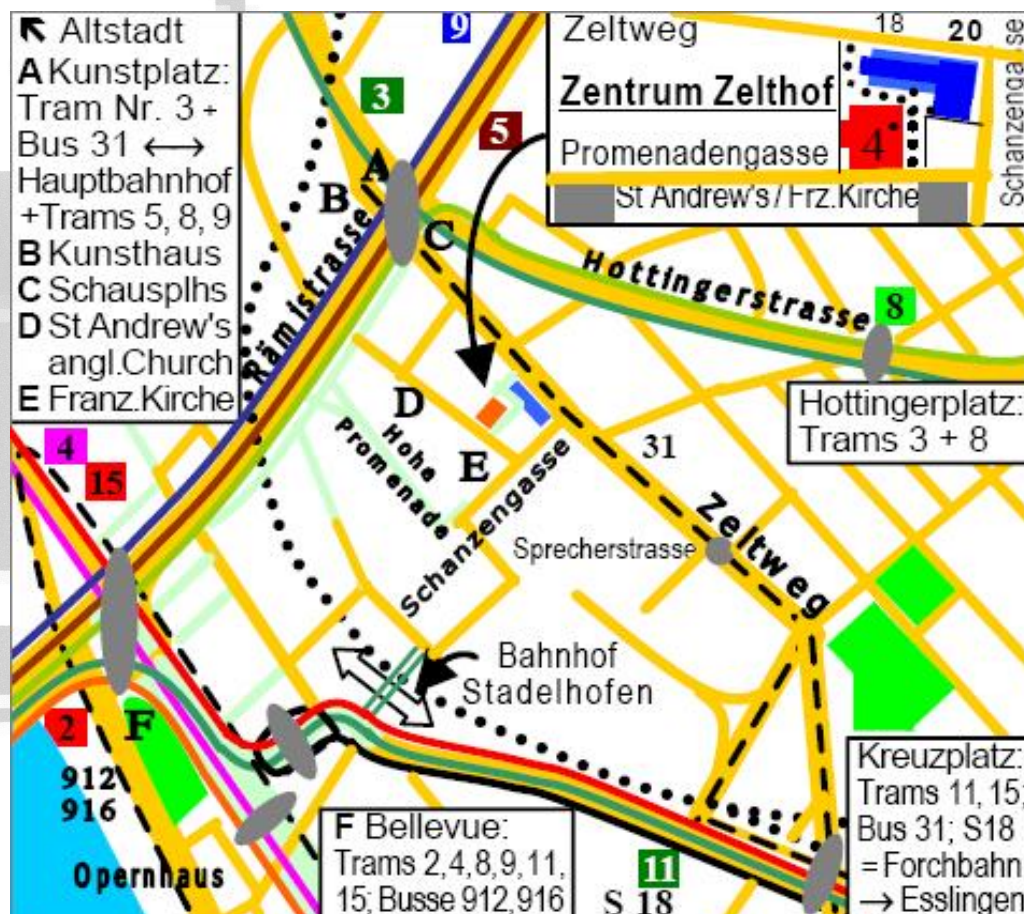 Altstadt
A Kunstplatz:
Tram Nr. 3 +
Bus 31 ↔
Hauptbahnhof
+Trams 5, 8, 9
B Kunsthaus
C Schausplhs
D St Andrew's
angl.Church
E Franz.Kirche
9
3
5
A
B
C
Rämistrasse
Zeltweg
18
20
Zentrum Zelthof
4
Promenadengasse
St Andrew's / Frz.Kirche
Schanzengasse
Hottingerstrasse
8
Hottingerplatz:
Trams 3 + 8
D
Hohe
Promenade
E
31
Schanzengasse
Sprecherstrasse
Zeltweg
4
15
Bahnhof
Stadelhofen
2
F
912
916
Opernhaus
F Bellevue:
Trams 2,4,8,9,11,
15; Busse 912,916
11
S 18
Kreuzplatz:
Trams 11, 15;
Bus 31; S18
=Forchbahn
→ Esslingen